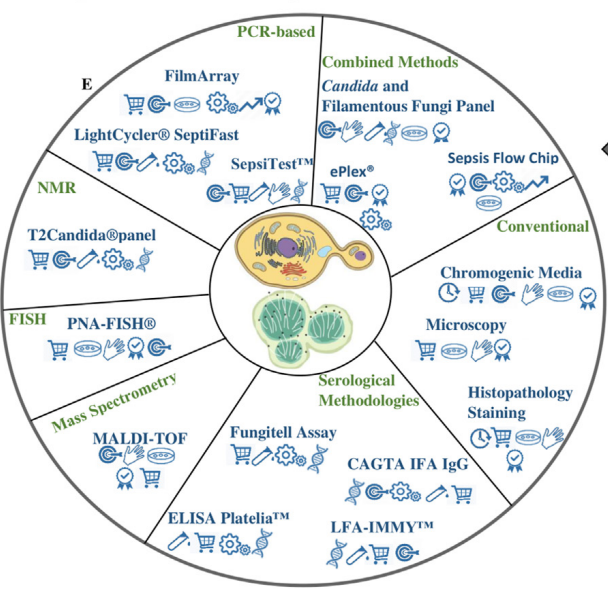 PCR-based
E
FilmArray
LightCycler® SeptiFast
SepsiTest™
Combined Methods
Candida and
Filamentous Fungi Panel
ePlex®
Sepsis Flow Chip
NMR
T2Candida®panel
Conventional
Chromogenic Media
Microscopy
Histopathology
Staining
FISH
PNA-FISH®
Mass Spectrometry
MALDI-TOF
Serological
Methodologies
Fungitell Assay
CAGTA IFA IgG
ELISA Platelia™
LFA-IMMY™